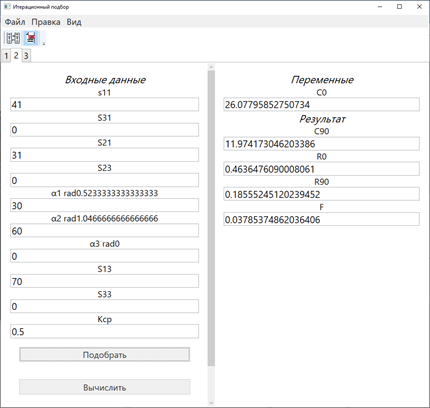 Итерационный подбор
Файл Правка Вид
1 2 3
Входные данные
s11
41
S31
0
S21
31
S23
0
α1 rad0.5233333333333333
30
α2 rad1.0466666666666666
60
α3 rad0
0
S13
70
S33
0
Kcp
0.5
Подобрать
Вычислить
Переменные
C0
26.07795852750734
Результат
C90
11.974173046203386
R0
0.4636476090008061
R90
0.18555245120239452
F
0.03785374862036406